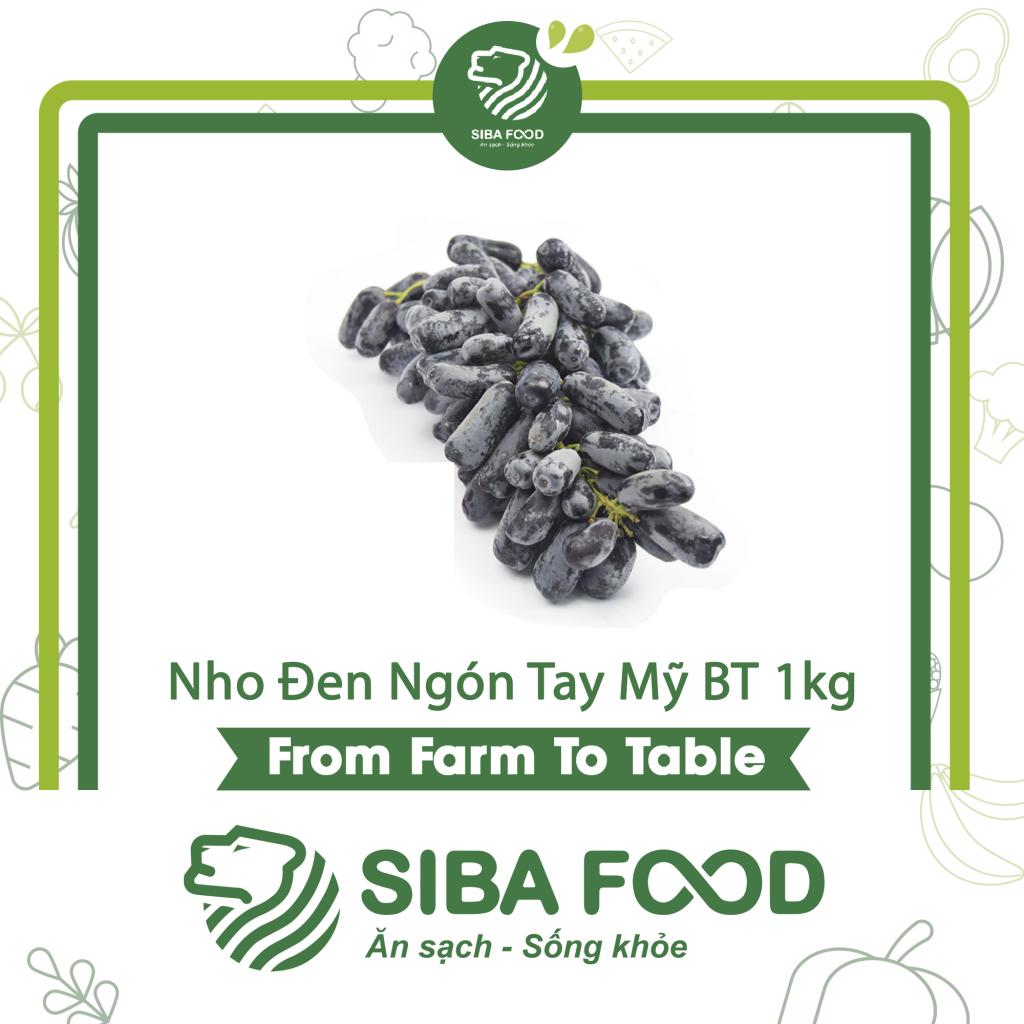 SIBA FOOD
Ăn sạch - Sống khỏe
Nho Đen Ngón Tay Mỹ BT 1kg
From Farm To Table
SIBA FOOD
Ăn sạch - Sống khỏe